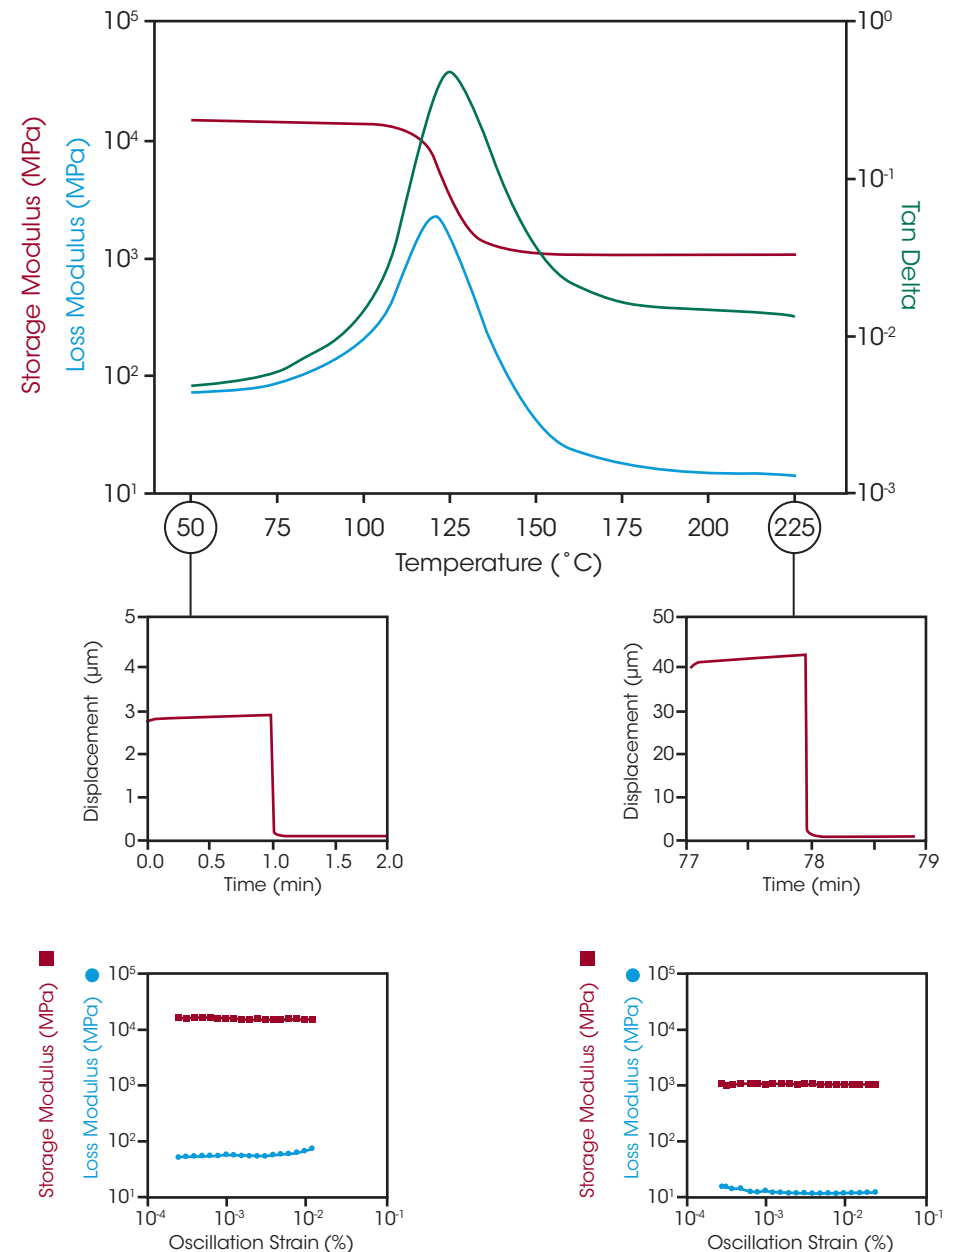 Storage Modulus (MPa)
Loss Modulus (MPa)
10⁵
10⁴
10³
10²
10¹
10⁰
10⁻¹
10⁻²
10⁻³
Tan Delta
50 75 100 125 150 175 200 225
Temperature (˚C)
Displacement (µm)
5
4
3
2
1
0
0.0 0.5 1.0 1.5 2.0
Time (min)
Displacement (µm)
50
40
30
20
10
0
77 78 79
Time (min)
Storage Modulus (MPa)
Loss Modulus (MPa)
10⁵
10⁴
10³
10²
10¹
10⁻⁴ 10⁻³ 10⁻² 10⁻¹
Oscillation Strain (%)
Storage Modulus (MPa)
Loss Modulus (MPa)
10⁵
10⁴
10³
10²
10¹
10⁻⁴ 10⁻³ 10⁻² 10⁻¹
Oscillation Strain (%)